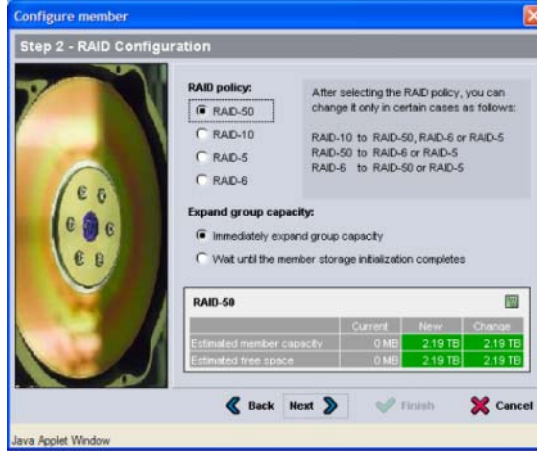 Configure member
Step 2 - RAID Configuration
RAID policy:
RAID-50
RAID-10
RAID-5
RAID-6
After selecting the RAID policy, you can
change it only in certain cases as follows:
RAID-10 to RAID-50, RAID-6 or RAID-5
RAID-50 to RAID-6 or RAID-5
RAID-6 to RAID-50 or RAID-5
Expand group capacity:
Immediately expand group capacity
Wait until the member storage initialization completes
RAID-50
Current New Change
Estimated member capacity 0 MB 2.19 TB 2.19 TB
Estimated free space 0 MB 2.19 TB 2.19 TB
Back Next Finish Cancel
Java Applet Window